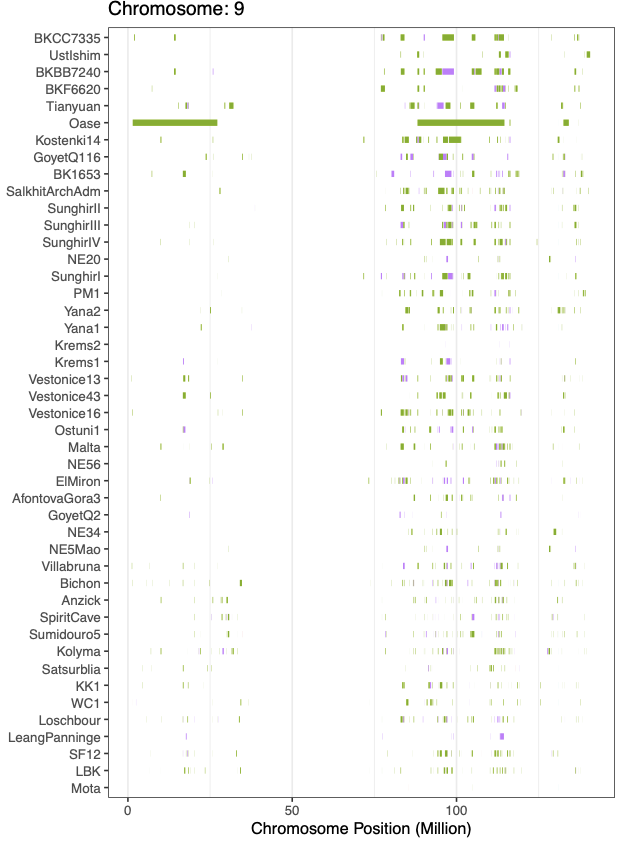 Chromosome: 9
BKCC7335
UstIshim
BKBB7240
BKF6620
Tianyuan
Oase
Kostenki14
GoyetQ116
BK1653
SalkhitArchAdm
SunghirII
SunghirIII
SunghirIV
NE20
SunghirI
PM1
Yana2
Yana1
Krems2
Krems1
Vestonice13
Vestonice43
Vestonice16
Ostuni1
Malta
NE56
ElMiron
AfontovaGora3
GoyetQ2
NE34
NE5Mao
Villabruna
Bichon
Anzick
SpiritCave
Sumidouro5
Kolyma
Satsurblia
KK1
WC1
Loschbour
LeangPanninge
SF12
LBK
Mota
0 50 100
Chromosome Position (Million)